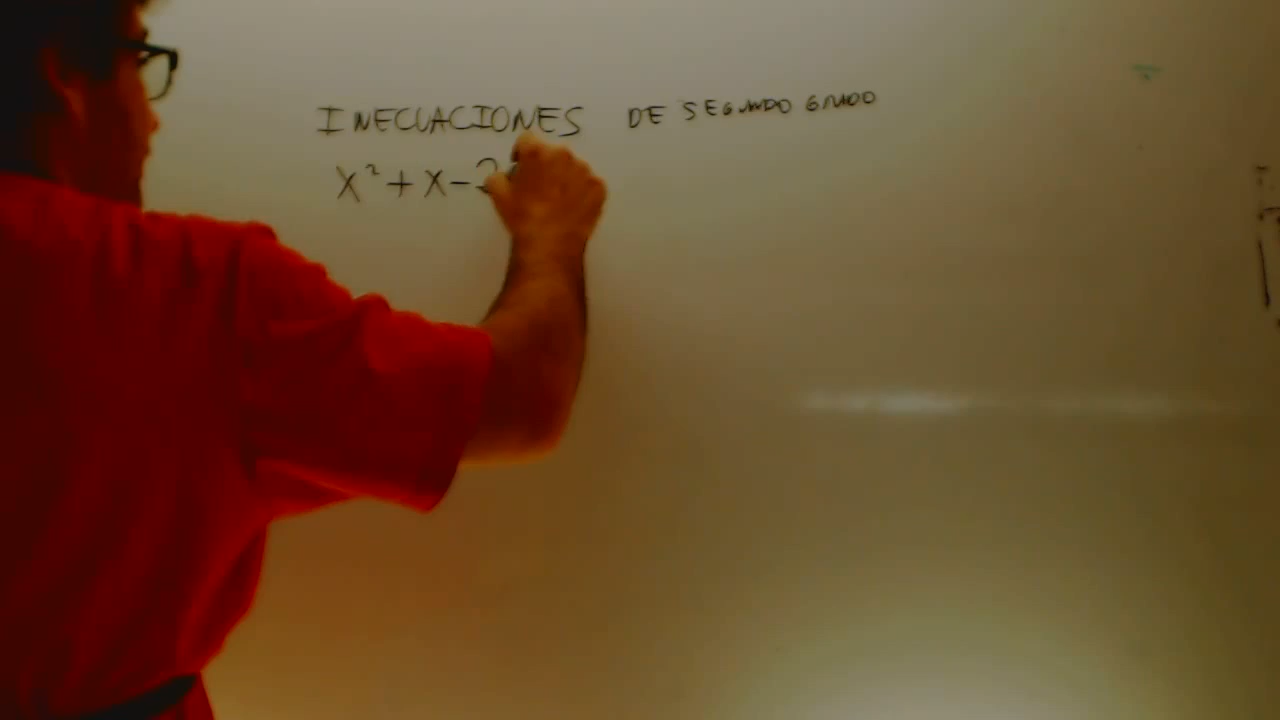 INECUACIONES DE SEGUNDO GRADO
x² + x - 2